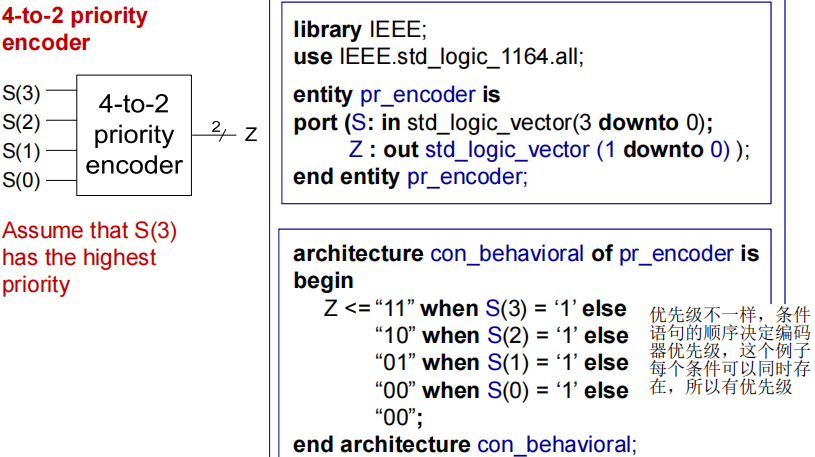 4-to-2 priority
encoder
S(3)
S(2)
S(1)
S(0)
4-to-2
priority
encoder
2
Z
Assume that S(3)
has the highest
priority
library IEEE;
use IEEE.std_logic_1164.all;
entity pr_encoder is
port (S: in std_logic_vector(3 downto 0);
Z : out std_logic_vector (1 downto 0) );
end entity pr_encoder;
architecture con_behavioral of pr_encoder is
begin
Z <= “11” when S(3) = ‘1’ else
“10” when S(2) = ‘1’ else
“01” when S(1) = ‘1’ else
“00” when S(0) = ‘1’ else
“00”;
end architecture con_behavioral;
优先级不一样，条件
语句的顺序决定编码
器优先级，这个例子
每个条件可以同时存
在，所以有优先级